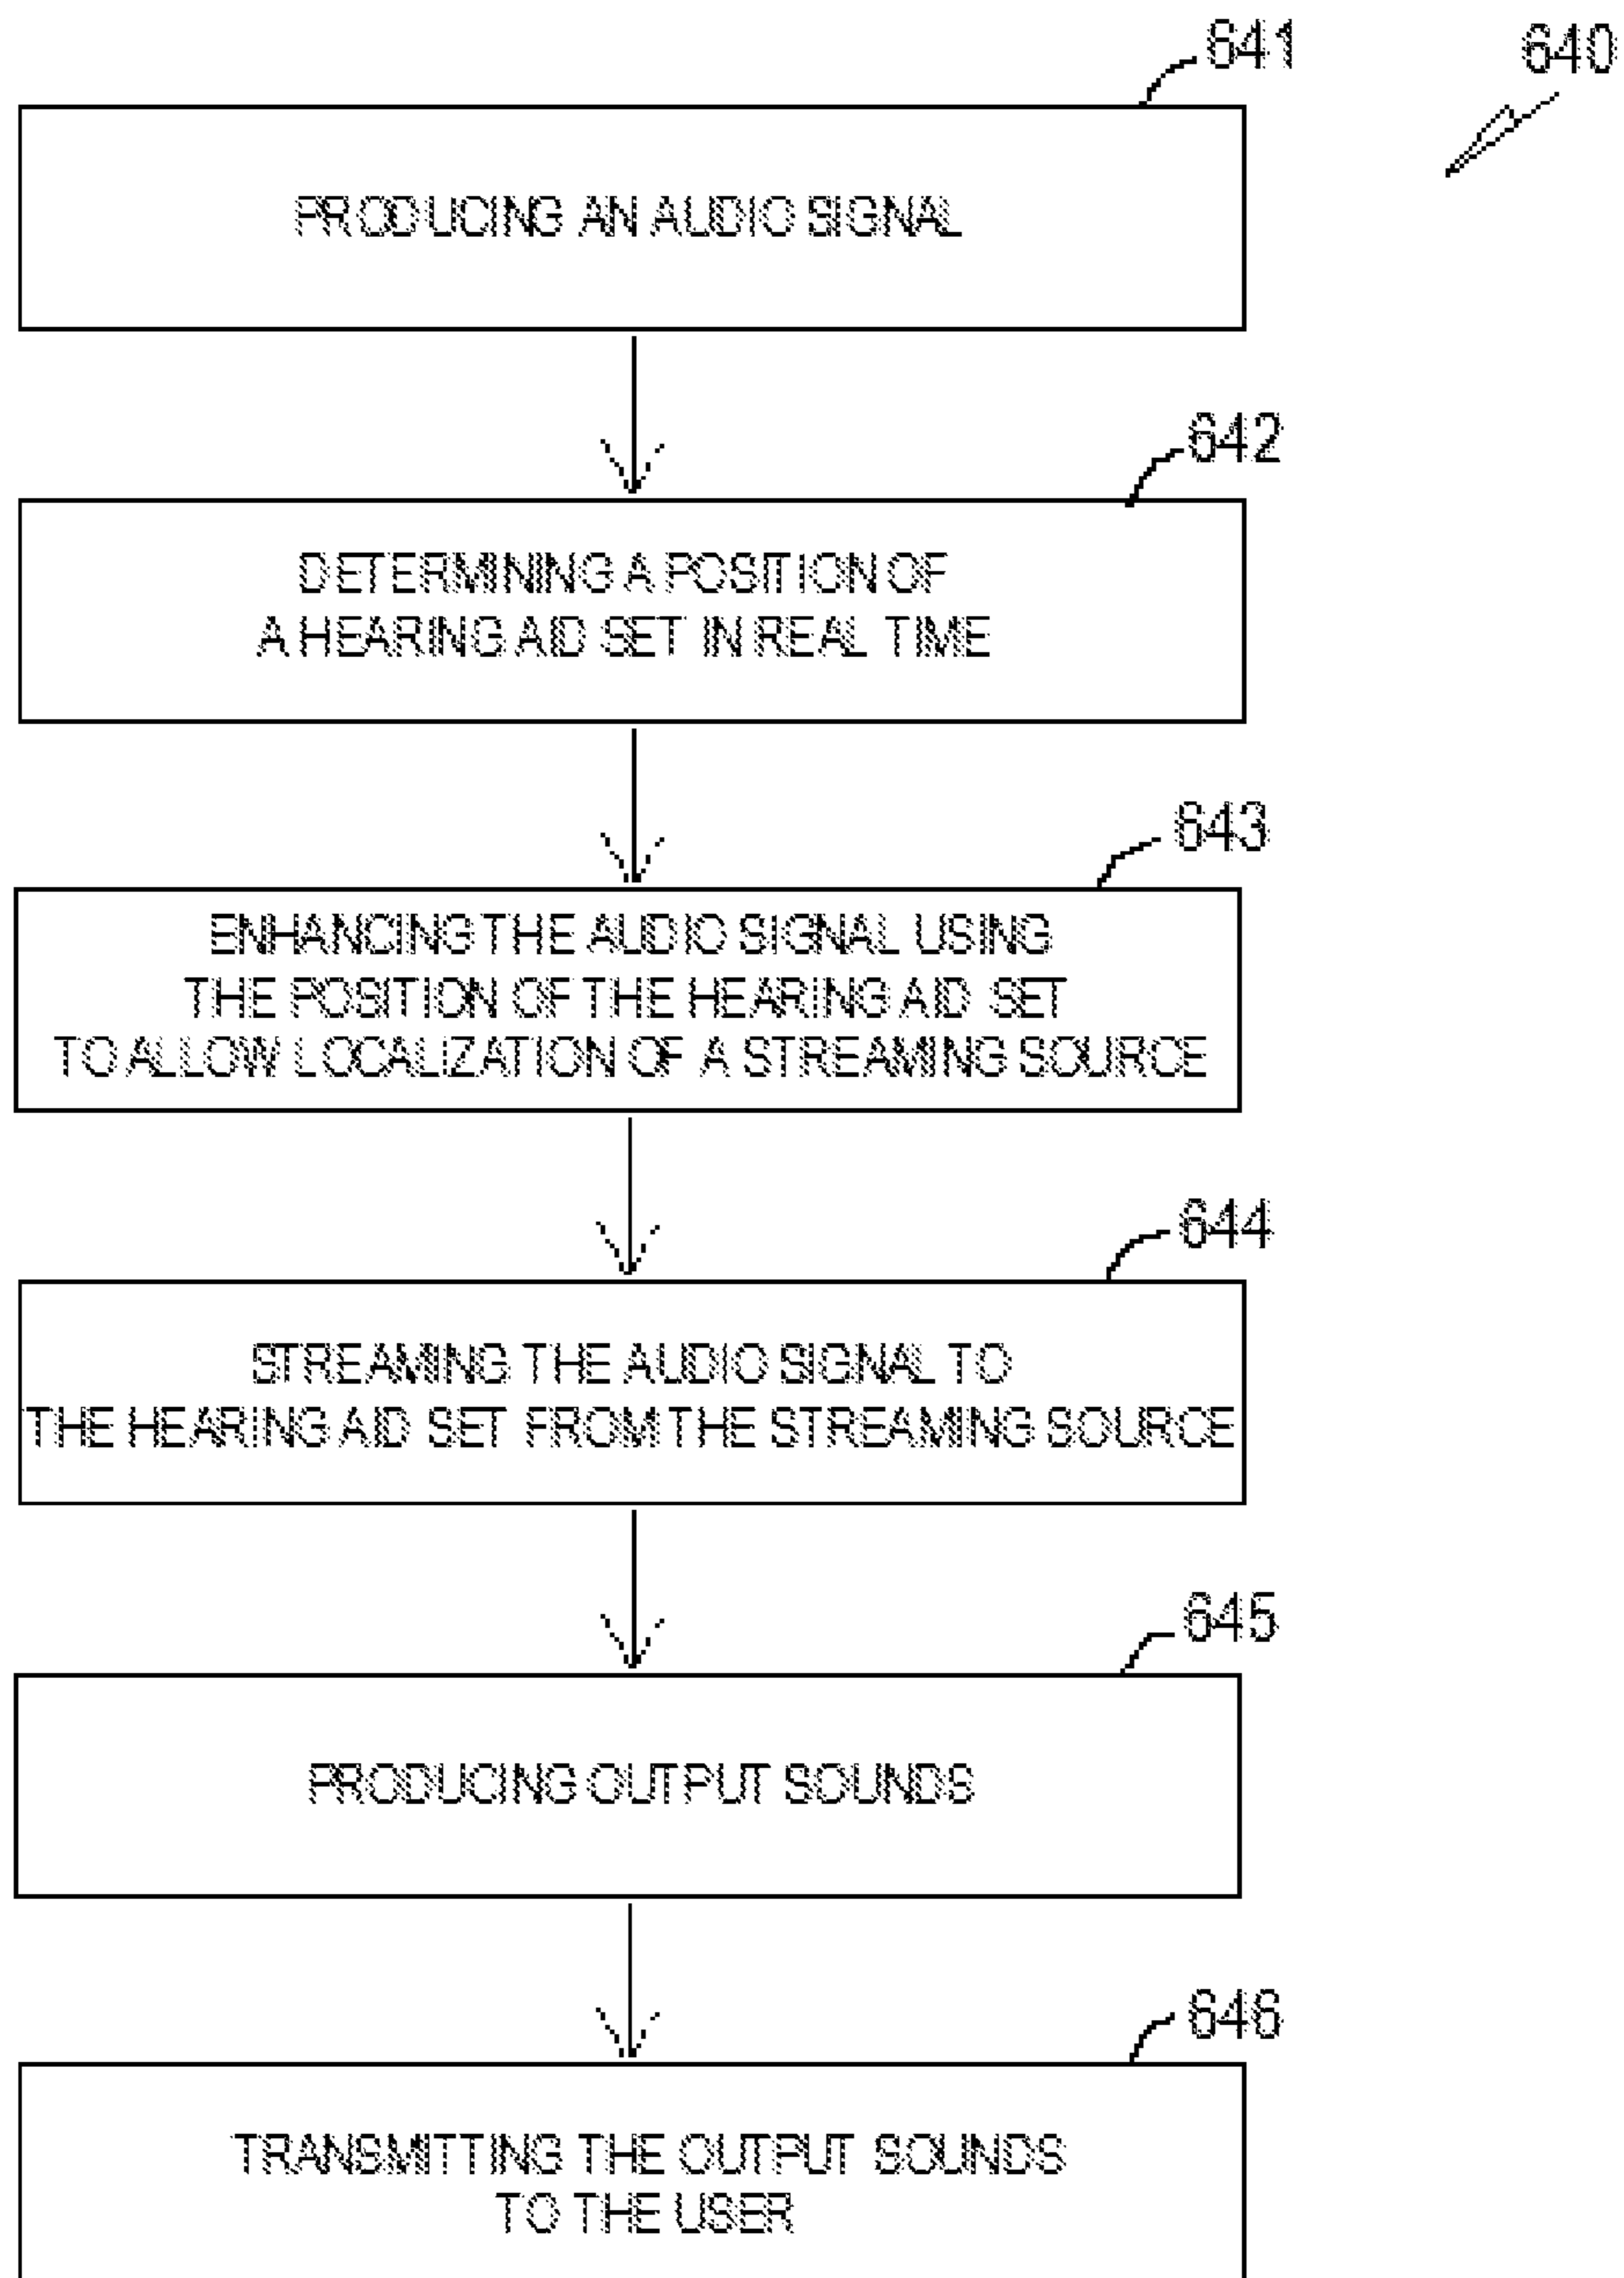 641
640
PRODUCING AN AUDIO SIGNAL
642
DETERMINING A POSITION OF
A HEARING AID SET IN REAL TIME
643
ENHANCING THE AUDIO SIGNAL USING
THE POSITION OF THE HEARING AID SET
TO ALLOW LOCALIZATION OF A STREAMING SOURCE
644
STREAMING THE AUDIO SIGNAL TO
THE HEARING AID SET FROM THE STREAMING SOURCE
645
PRODUCING OUTPUT SOUNDS
646
TRANSMITTING THE OUTPUT SOUNDS
TO THE USER